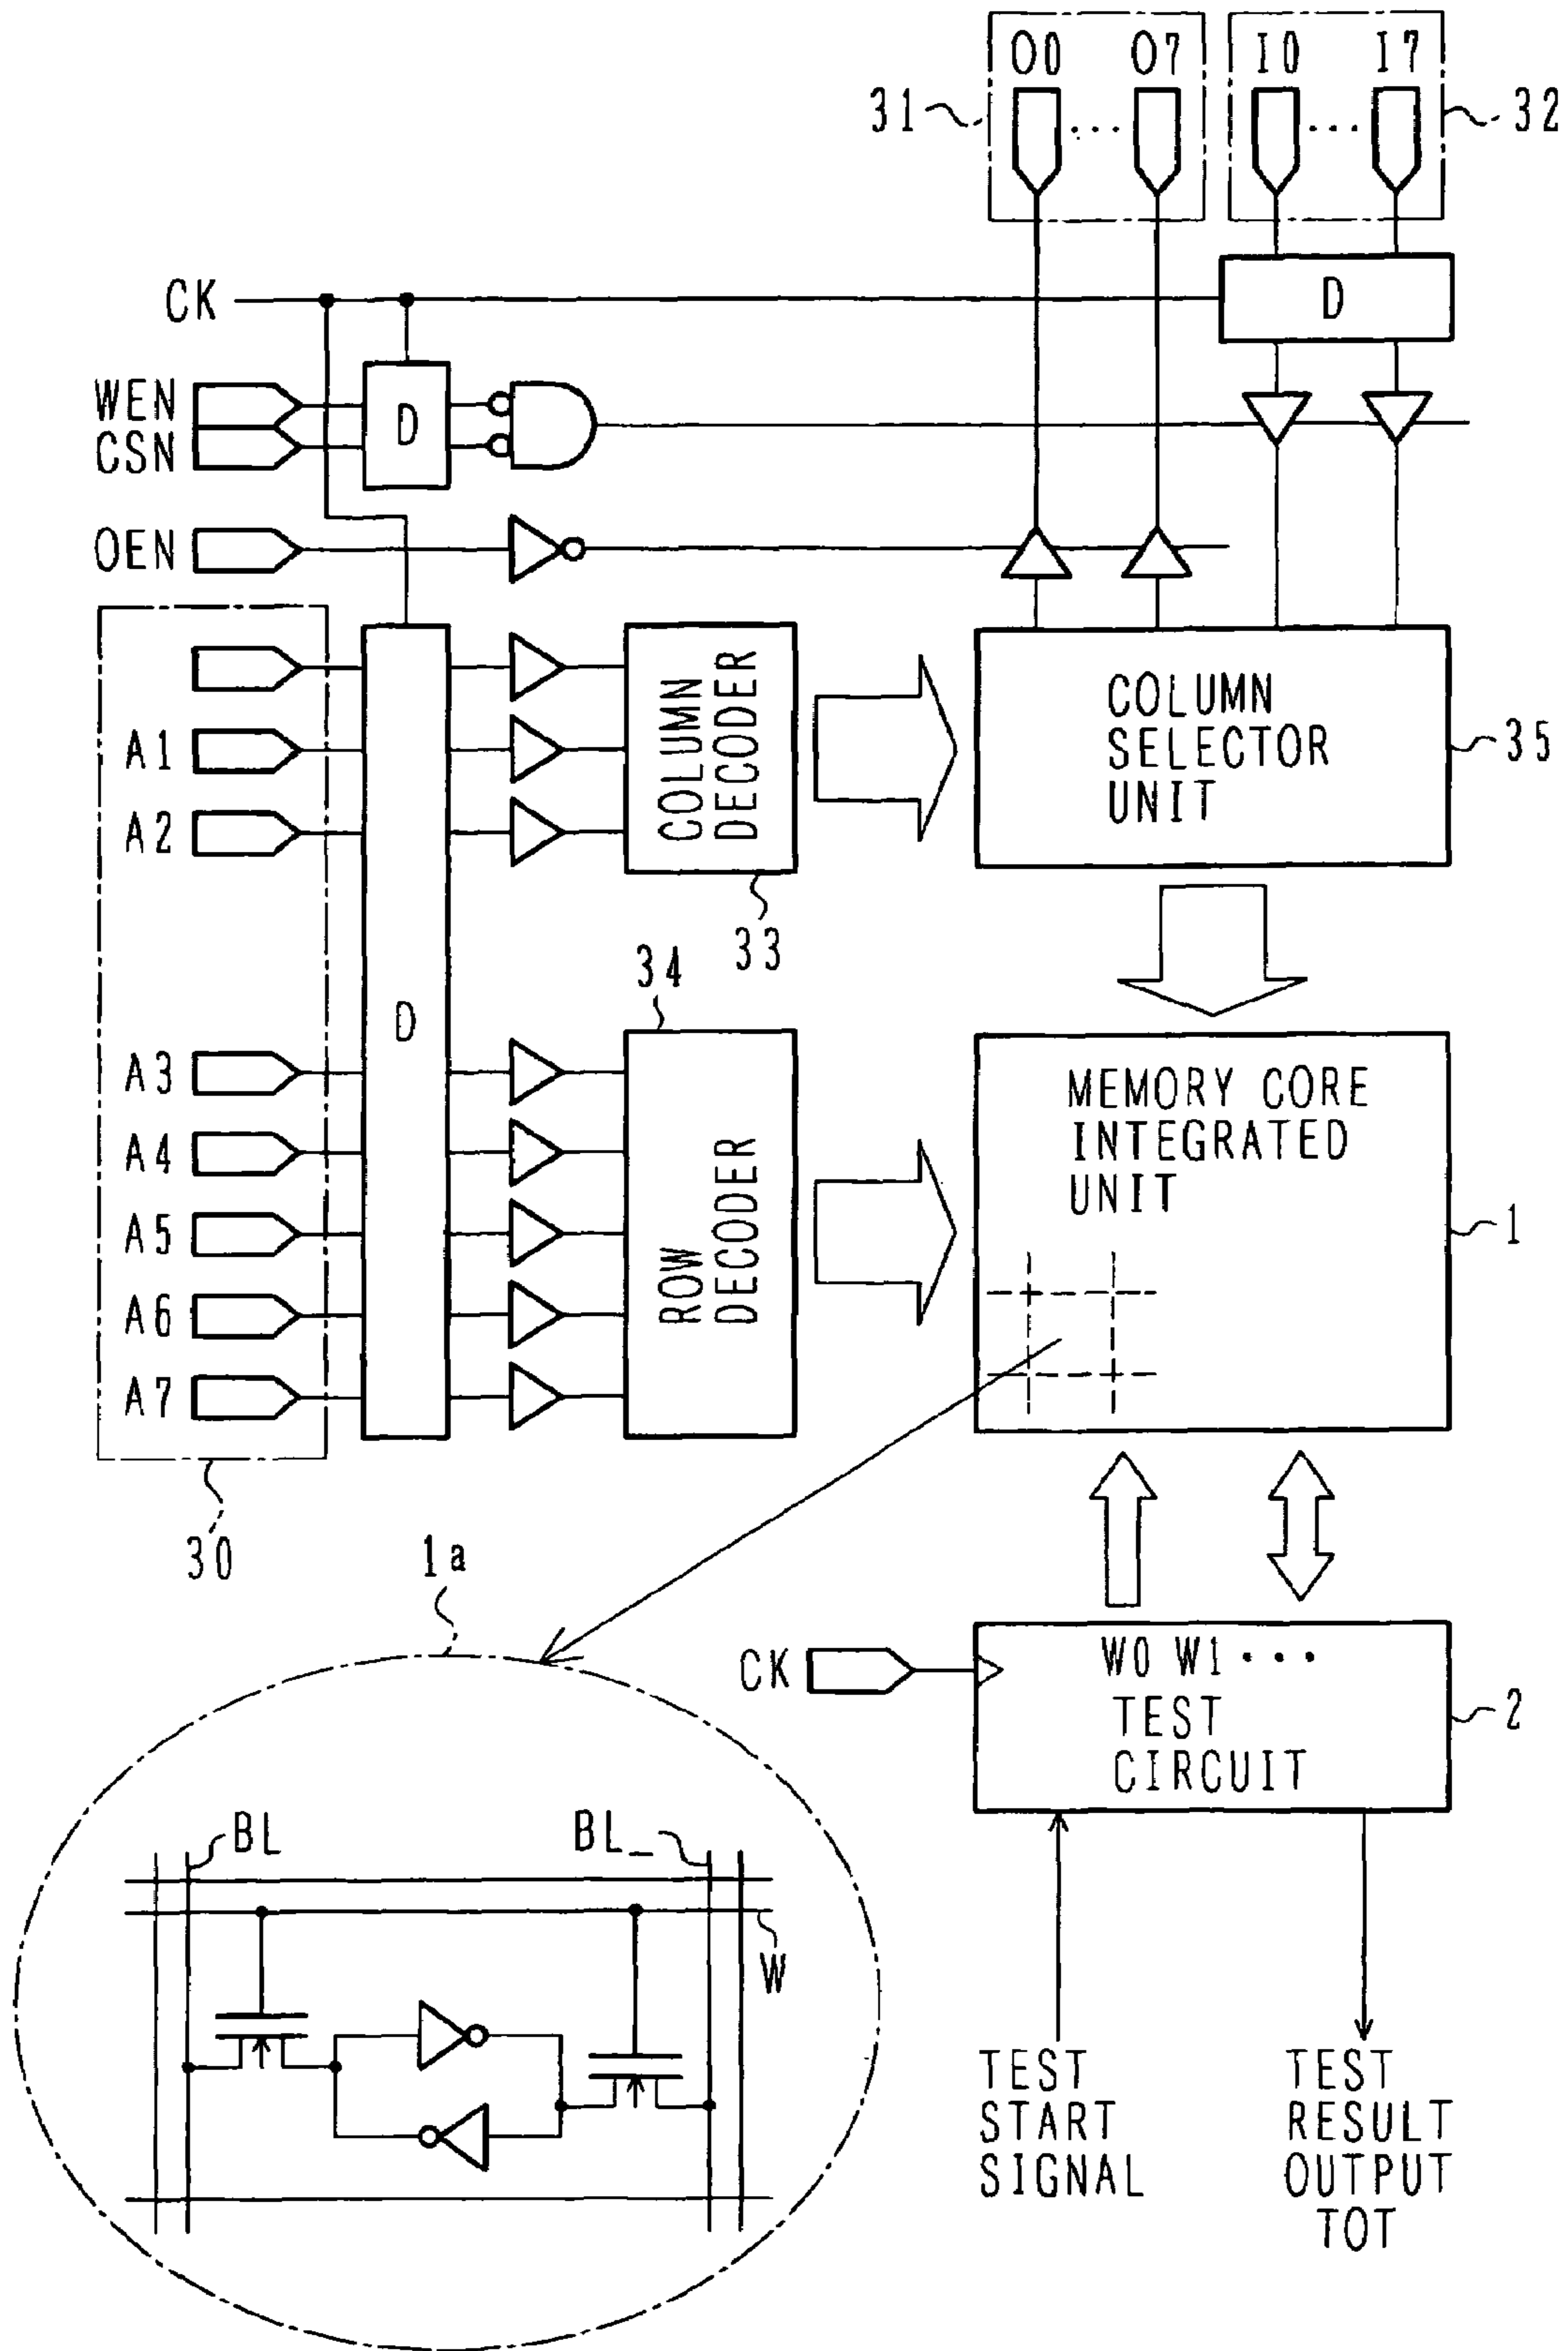 O0 O7 I0 I7
31 32
CK
D
WEN
D
CSN
OEN
COLUMN
DECODER
33
COLUMN
SELECTOR
UNIT
35
A1
A2
D
34
ROW
DECODER
MEMORY CORE
INTEGRATED
UNIT
1
A3
A4
A5
A6
A7
30
1a
CK
W0 W1 ...
TEST
CIRCUIT
2
BL BL_
W
TEST
START
SIGNAL
TEST
RESULT
OUTPUT
TOT